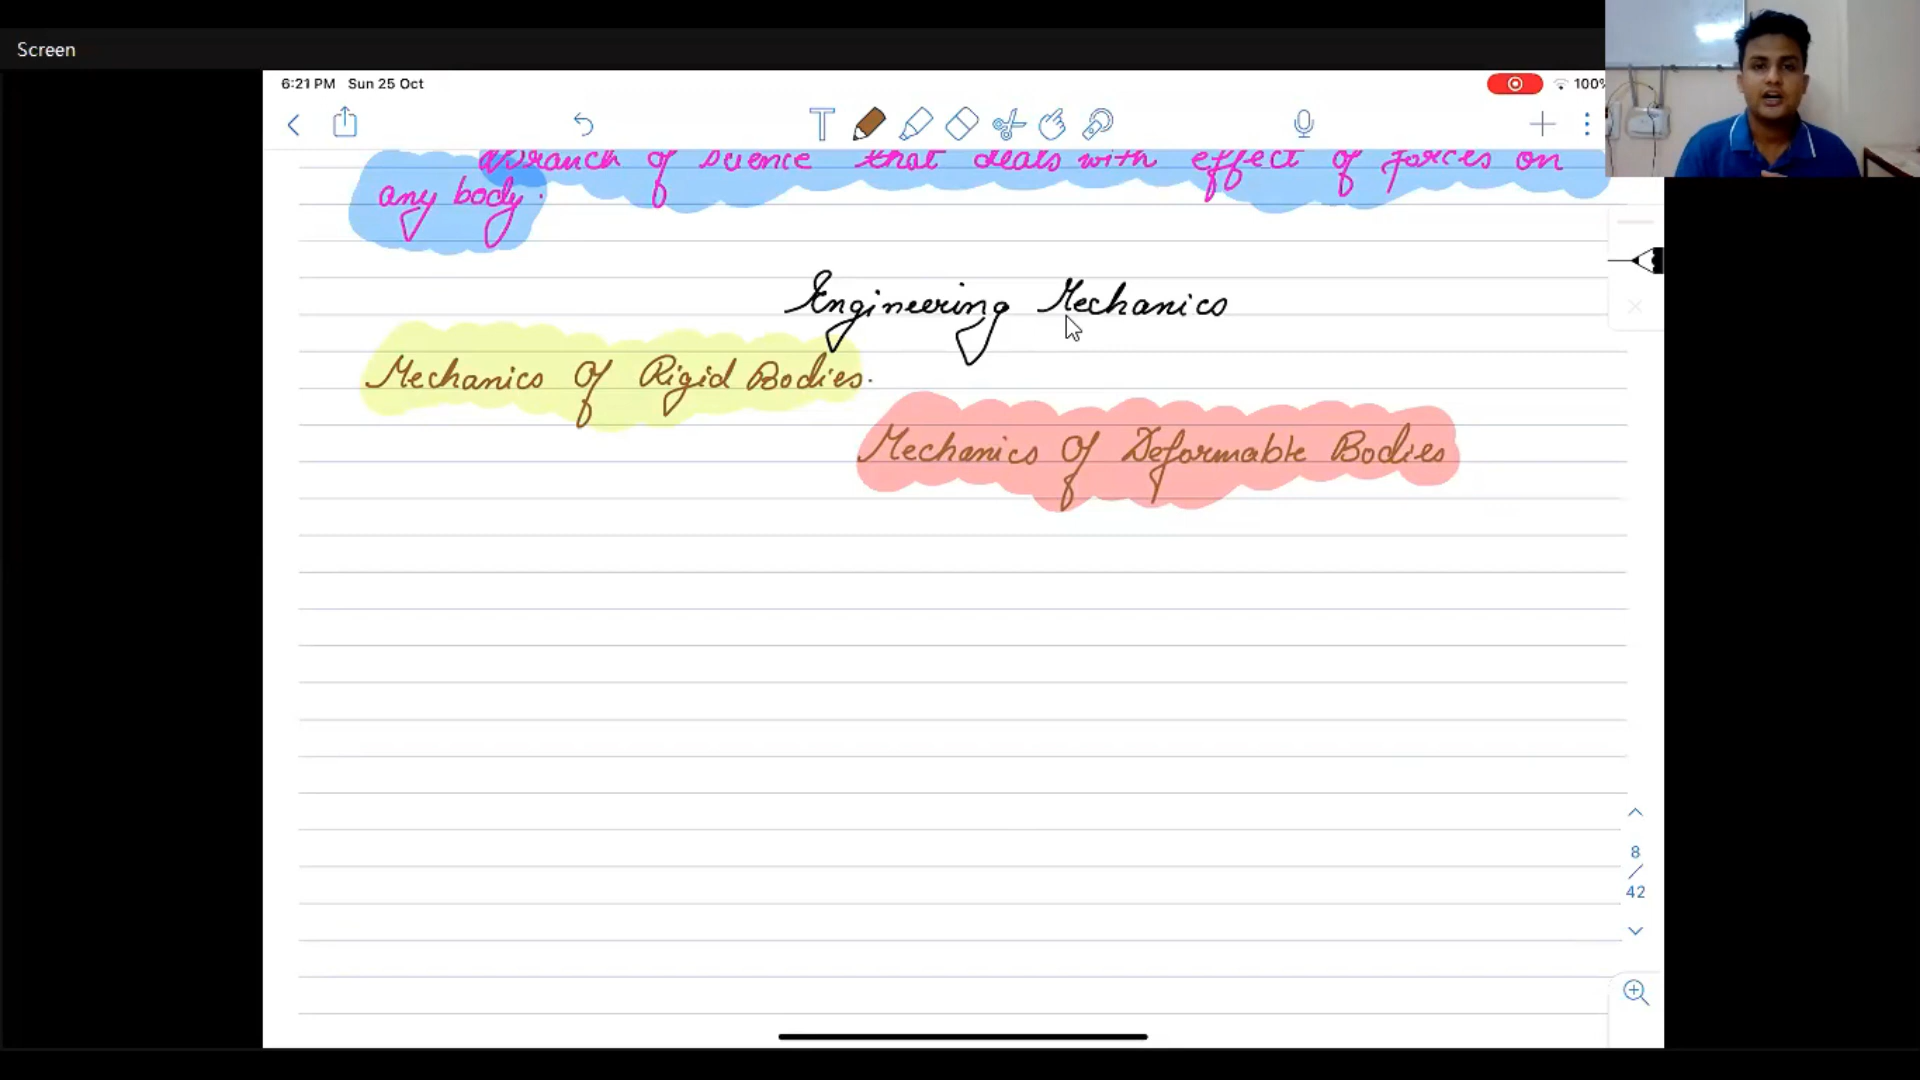 Screen
6:21 PM Sun 25 Oct
100%
branch of science that deals with effect of forces on
any body.
Engineering Mechanics
Mechanics Of Rigid Bodies.
Mechanics Of Deformable Bodies
8
/
42